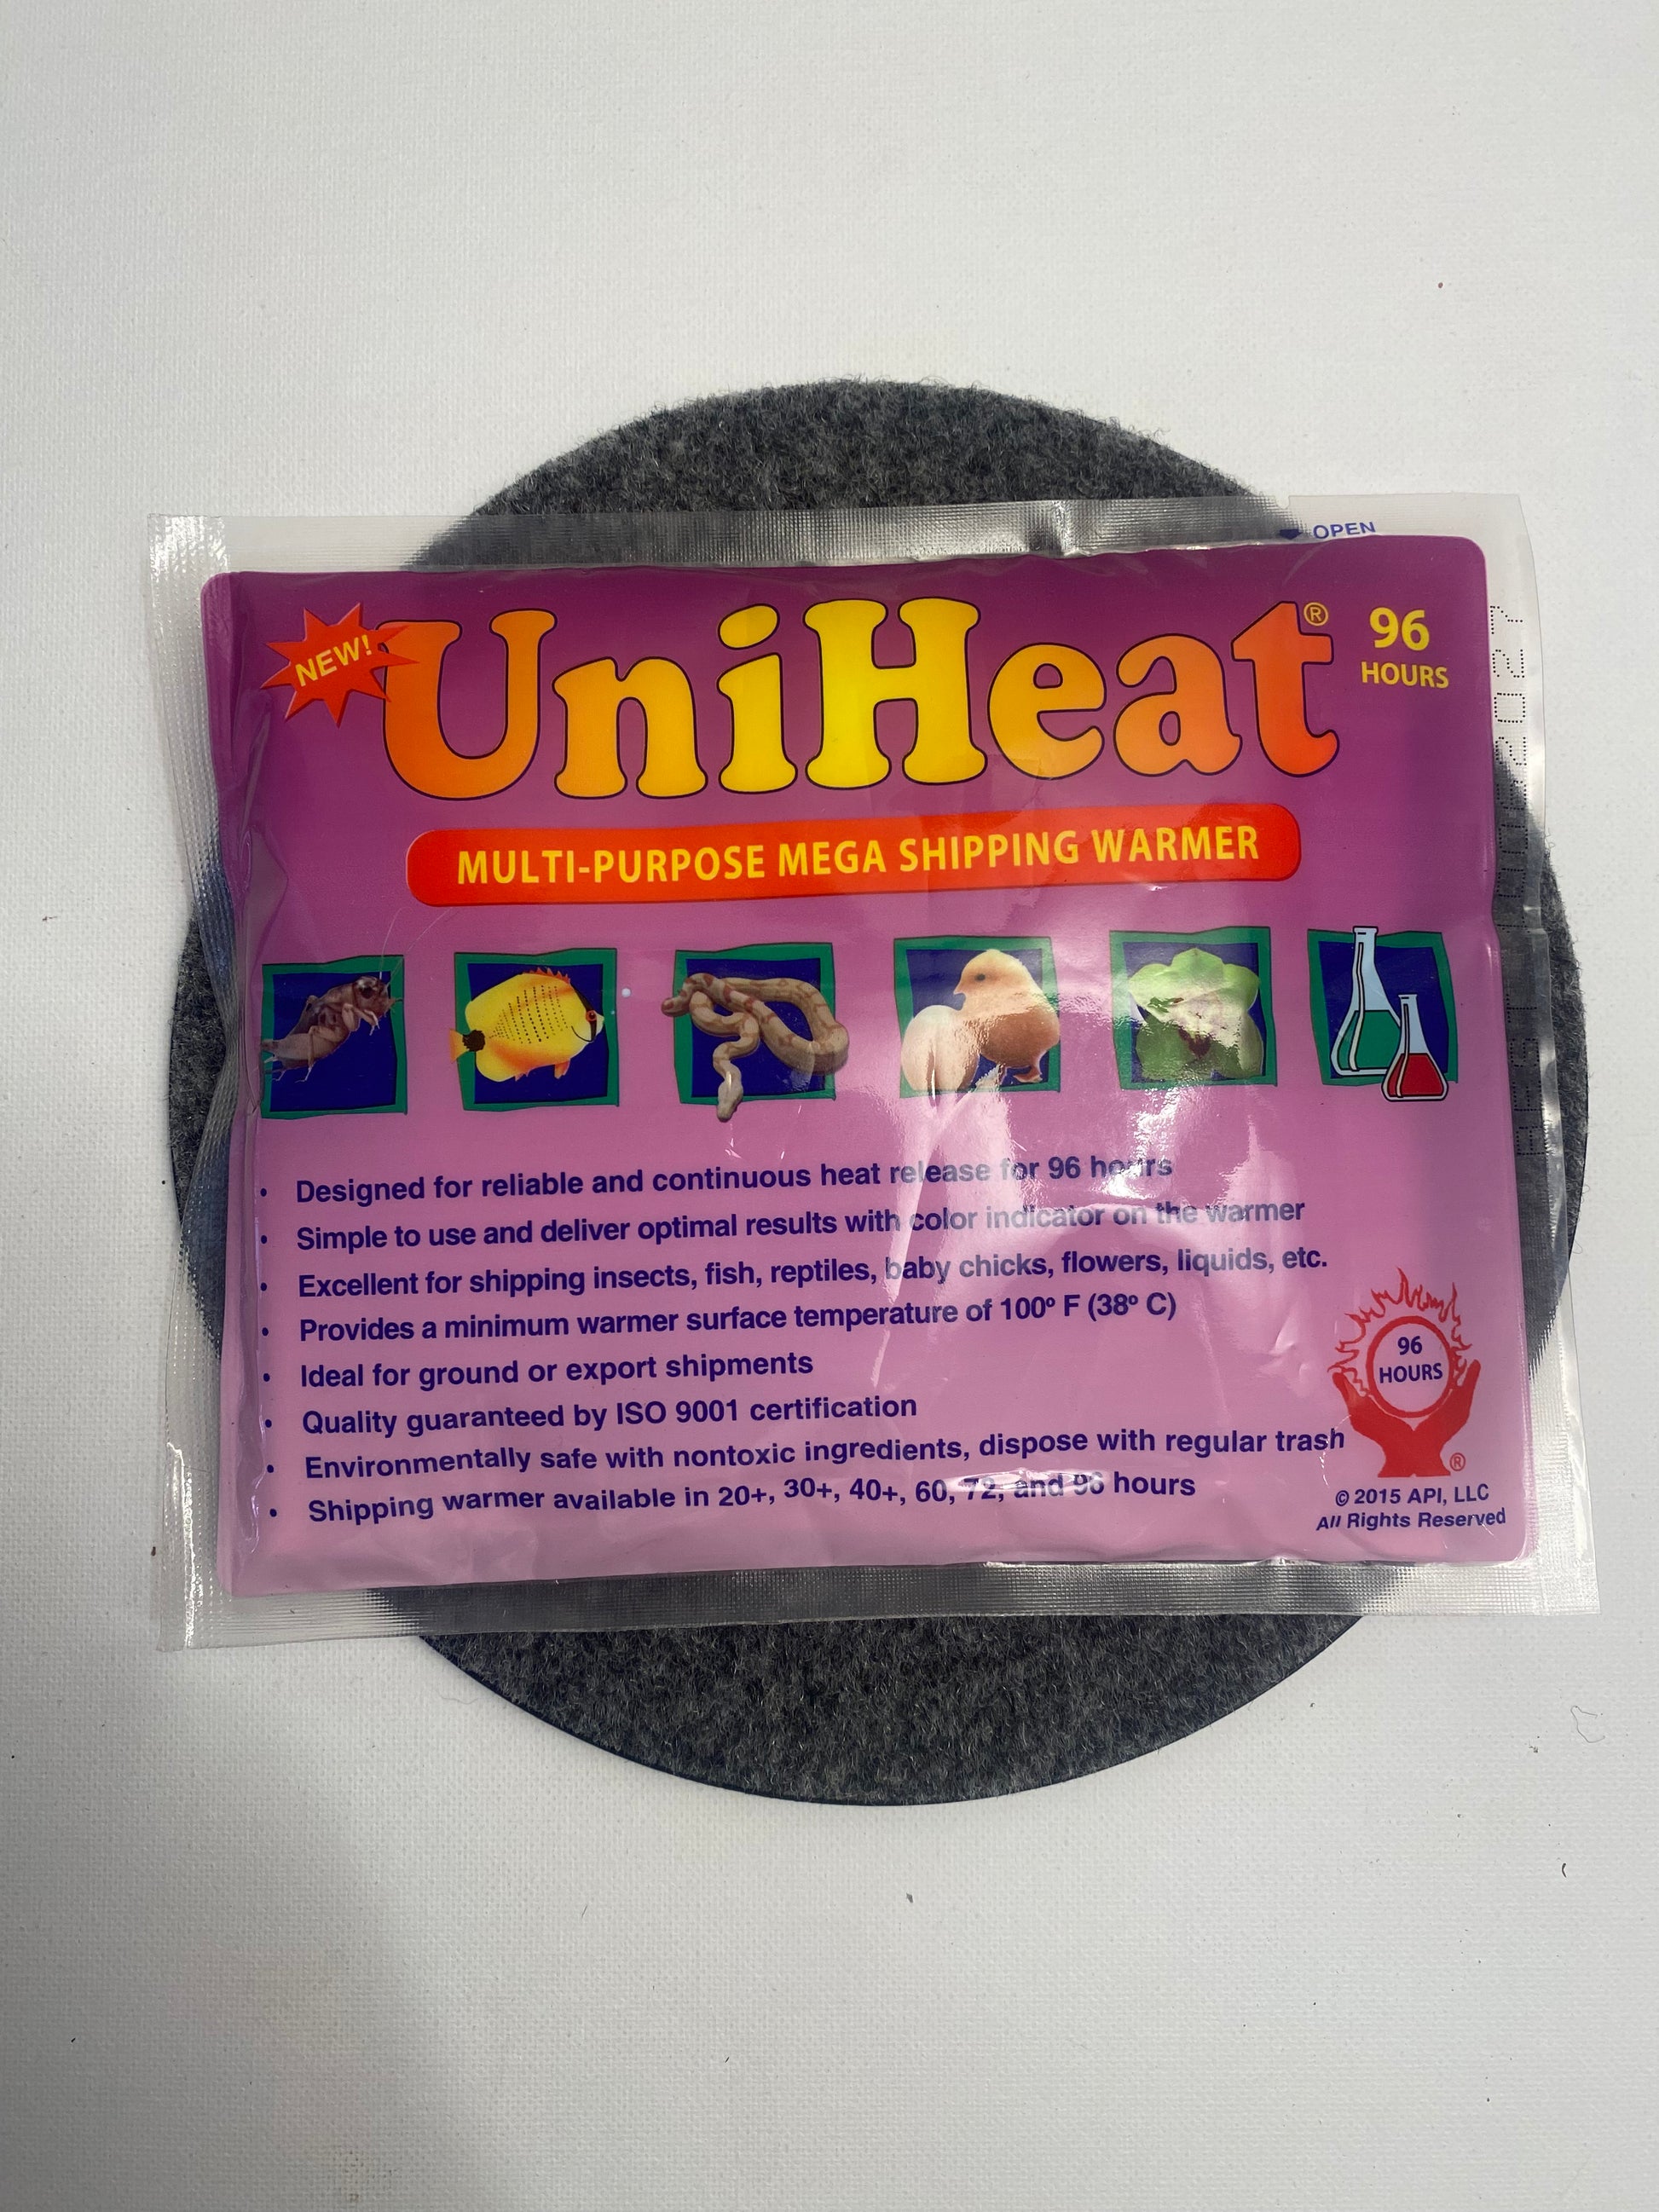 OPEN
NEW!
UniHeat®
96
HOURS
MULTI-PURPOSE MEGA SHIPPING WARMER
• Designed for reliable and continuous heat release for 96 hours
• Simple to use and deliver optimal results with color indicator on the warmer
• Excellent for shipping insects, fish, reptiles, baby chicks, flowers, liquids, etc.
• Provides a minimum warmer surface temperature of 100º F (38º C)
• Ideal for ground or export shipments
• Quality guaranteed by ISO 9001 certification
• Environmentally safe with nontoxic ingredients, dispose with regular trash
• Shipping warmer available in 20+, 30+, 40+, 60, 72, and 96 hours
96
HOURS
®
© 2015 API, LLC
All Rights Reserved